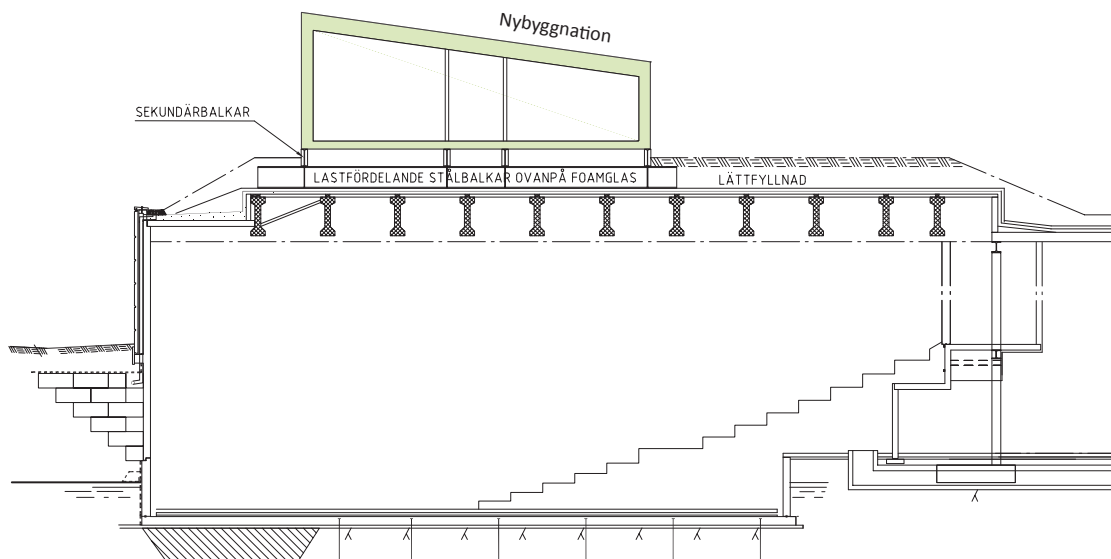 Nybyggnation
SEKUNDÄRBALKAR
LASTFÖRDELANDE STÅLBALKAR OVANPÅ FOAMGLAS
LÄTTFYLLNAD